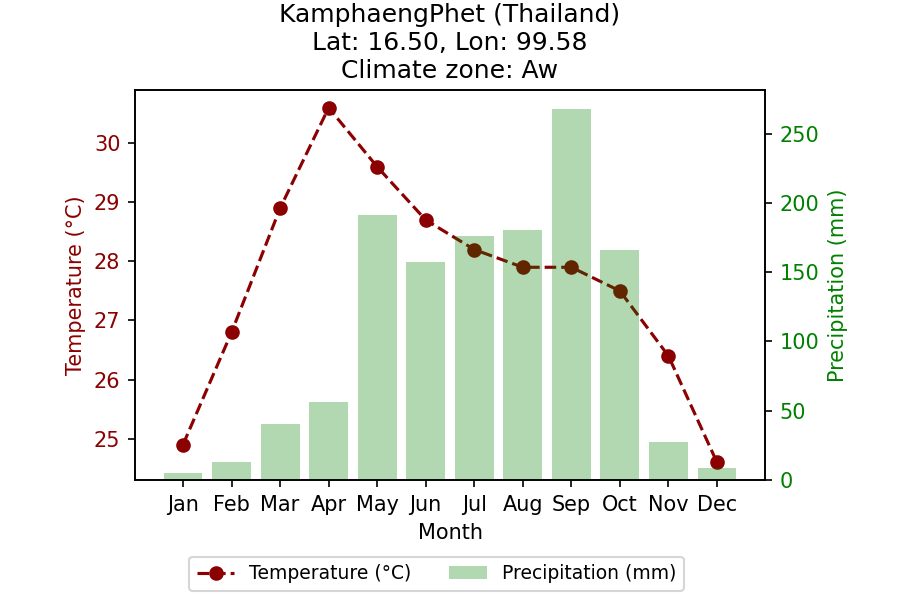 KamphaengPhet (Thailand)
Lat: 16.50, Lon: 99.58
Climate zone: Aw
Temperature (°C)
30
29
28
27
26
25
Precipitation (mm)
250
200
150
100
50
0
Jan Feb Mar Apr May Jun Jul Aug Sep Oct Nov Dec
Month
Temperature (°C) Precipitation (mm)